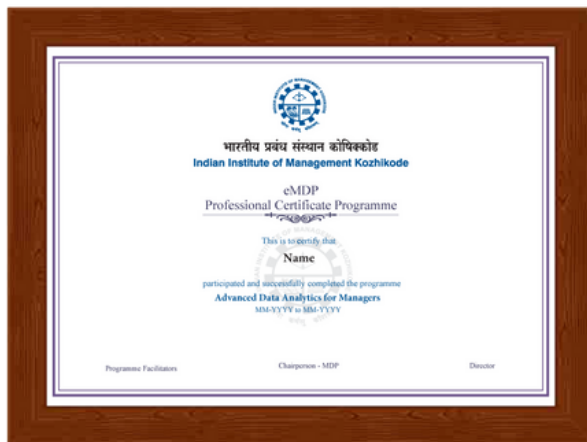 भारतीय प्रबंध संस्थान कोषिक्कोड
Indian Institute of Management Kozhikode
eMDP
Professional Certificate Programme
This is to certify that
Name
participated and successfully completed the programme
Advanced Data Analytics for Managers
MM-YYYY to MM-YYYY
Programme Facilitators Chairperson - MDP Director